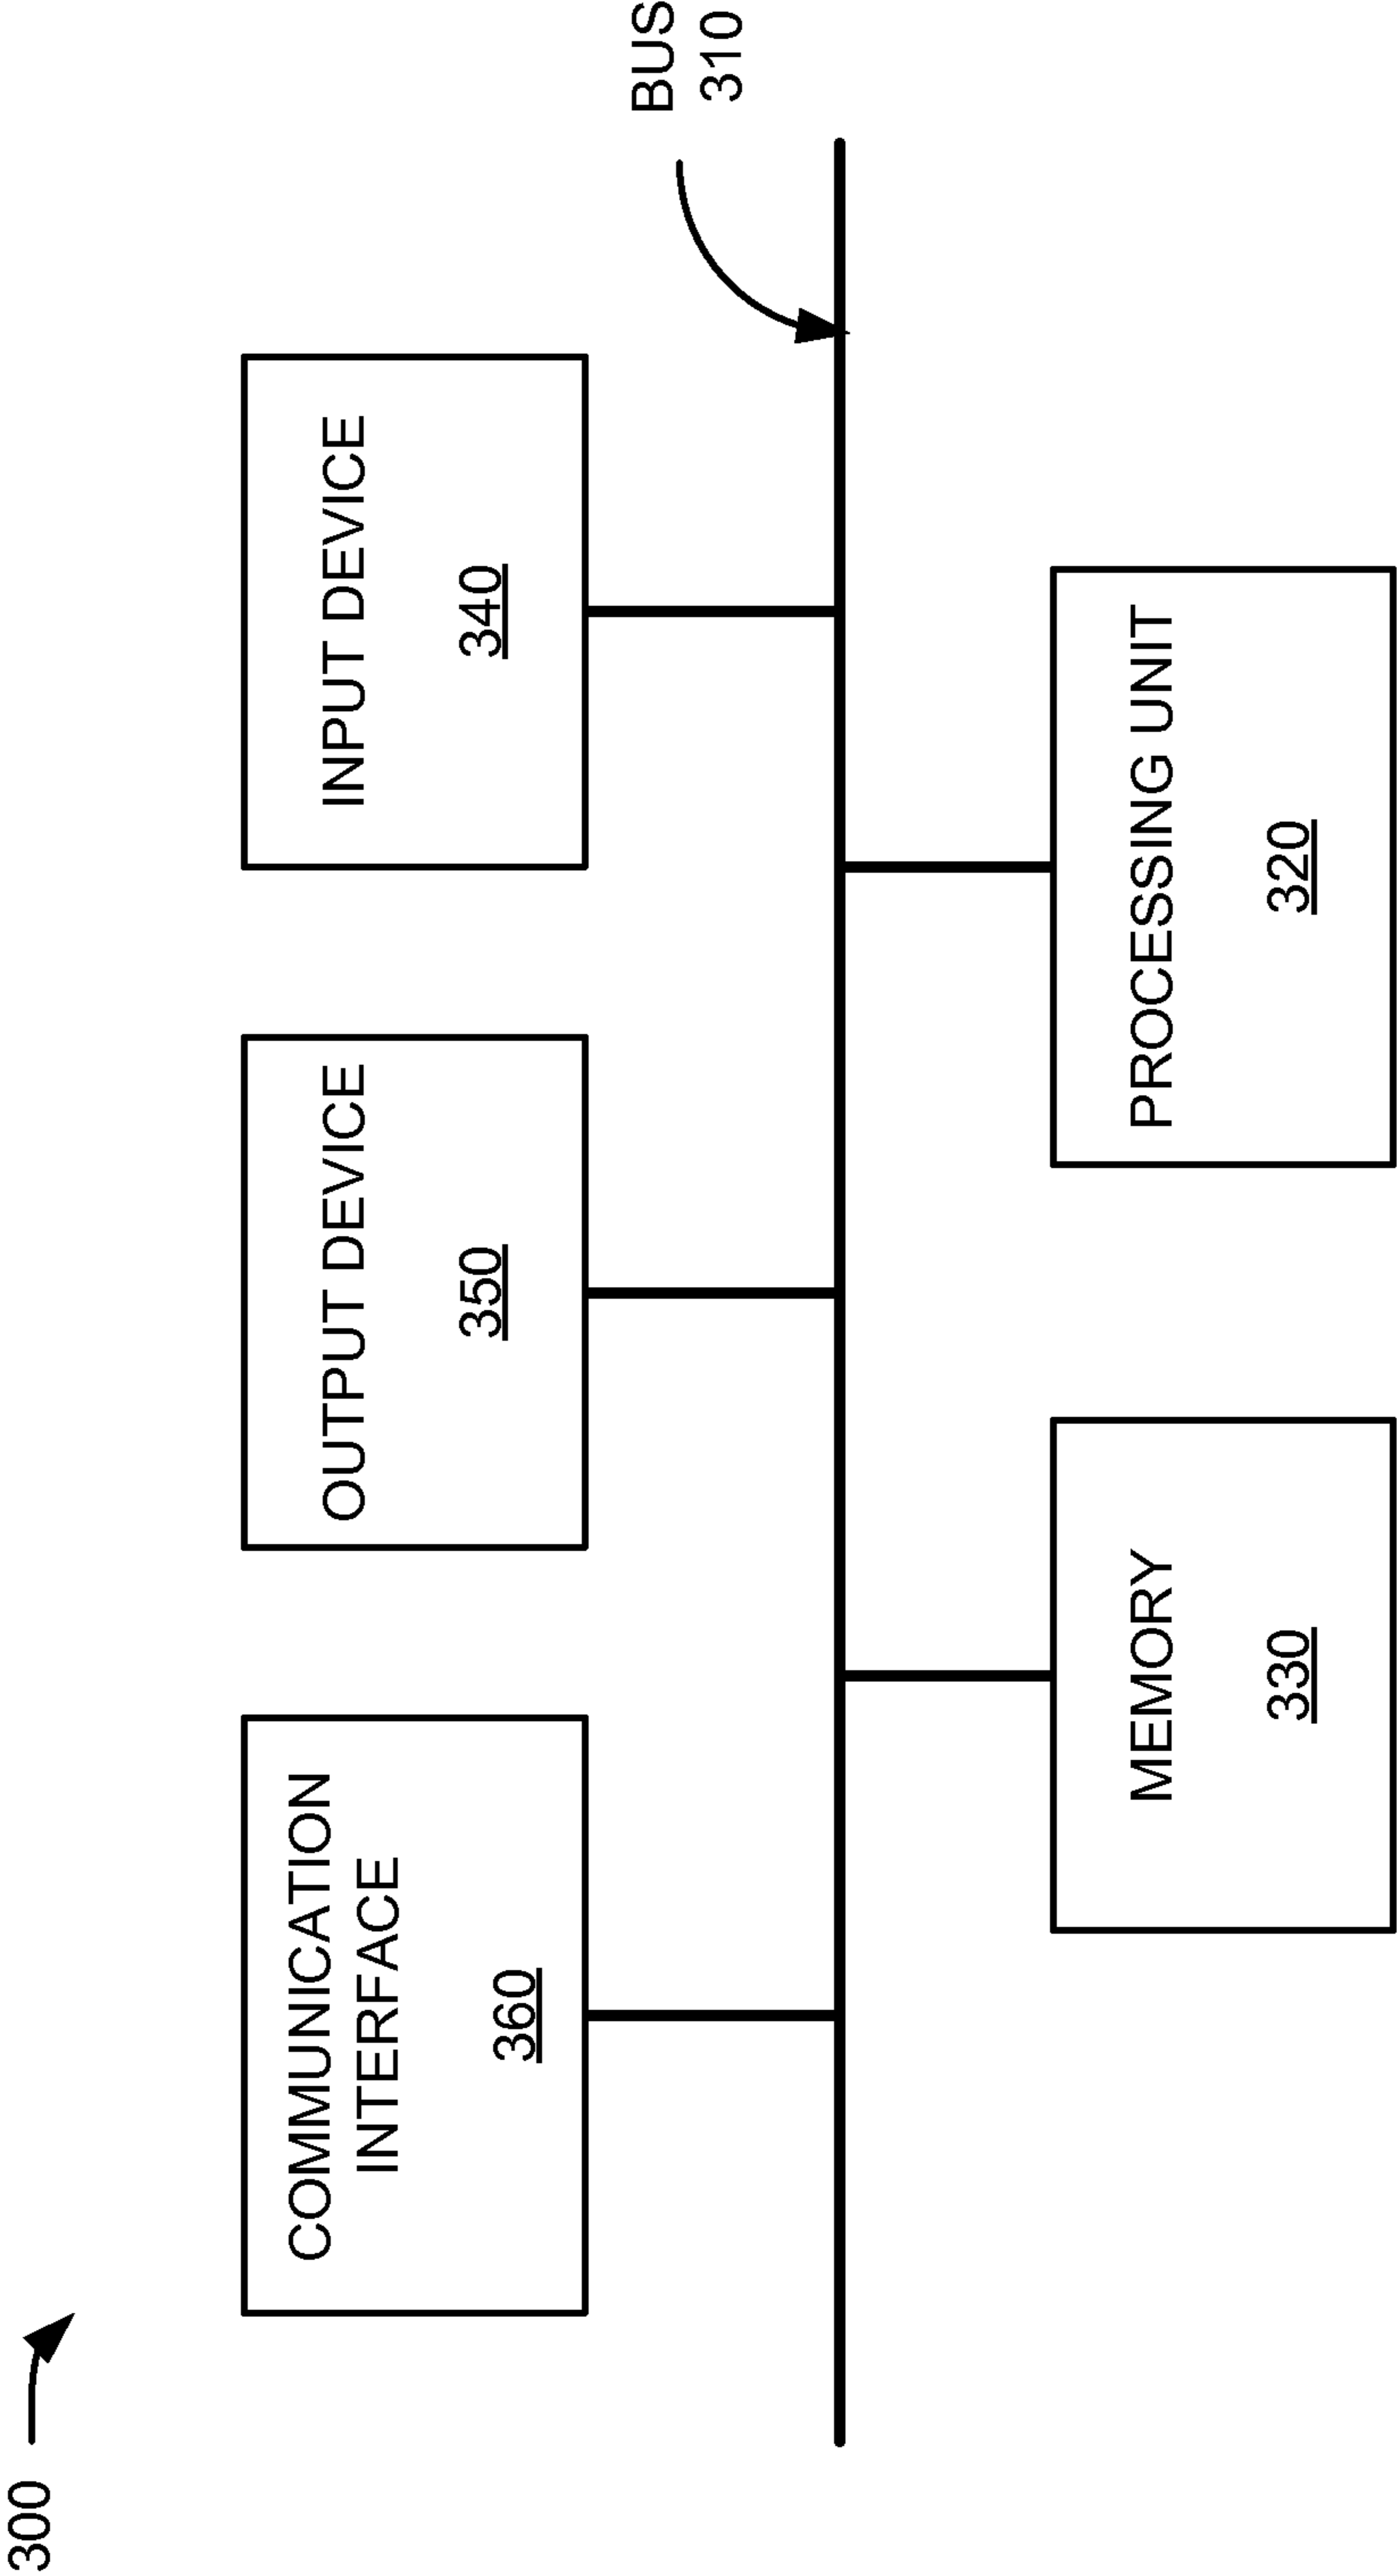 300
COMMUNICATION
INTERFACE
360
OUTPUT DEVICE
350
INPUT DEVICE
340
BUS
310
MEMORY
330
PROCESSING UNIT
320